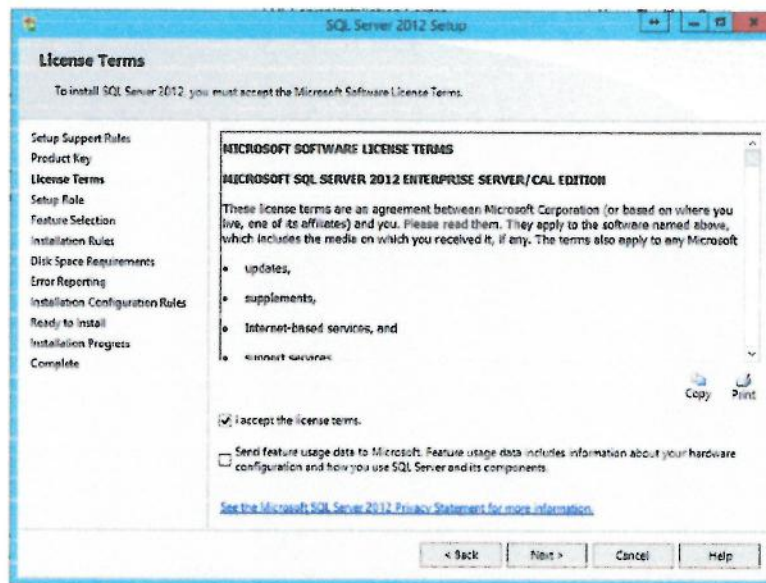 SQL Server 2012 Setup
License Terms
To install SQL Server 2012, you must accept the Microsoft Software License Terms.
Setup Support Rules
Product Key
License Terms
Setup Role
Feature Selection
Installation Rules
Disk Space Requirements
Error Reporting
Installation Configuration Rules
Ready to Install
Installation Progress
Complete
MICROSOFT SOFTWARE LICENSE TERMS
MICROSOFT SQL SERVER 2012 ENTERPRISE SERVER/CAL EDITION
These license terms are an agreement between Microsoft Corporation (or based on where you
live, one of its affiliates) and you. Please read them. They apply to the software named above,
which includes the media on which you received it, if any. The terms also apply to any Microsoft
• updates,
• supplements,
• Internet-based services, and
• support services
Copy Print
I accept the license terms.
Send feature usage data to Microsoft. Feature usage data includes information about your hardware
configuration and how you use SQL Server and its components.
See the Microsoft SQL Server 2012 Privacy Statement for more information.
< Back Next > Cancel Help